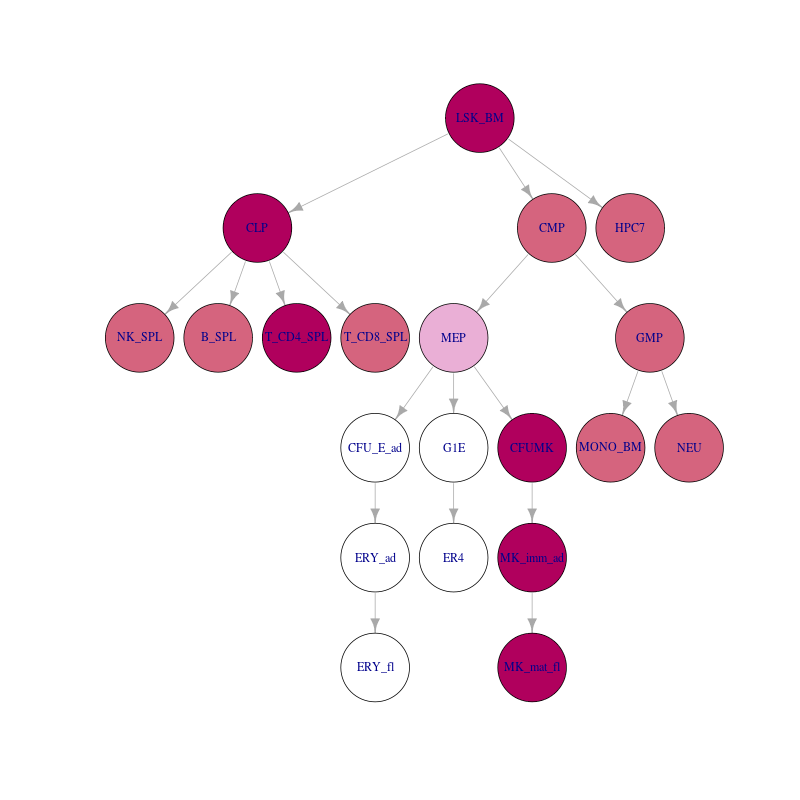 LSK_BM
CLP
CMP
HPC7
NK_SPL
B_SPL
T_CD4_SPL
T_CD8_SPL
MEP
GMP
CFU_E_ad
G1E
CFUMK
MONO_BM
NEU
ERY_ad
ER4
MK_imm_ad
ERY_fl
MK_mat_fl